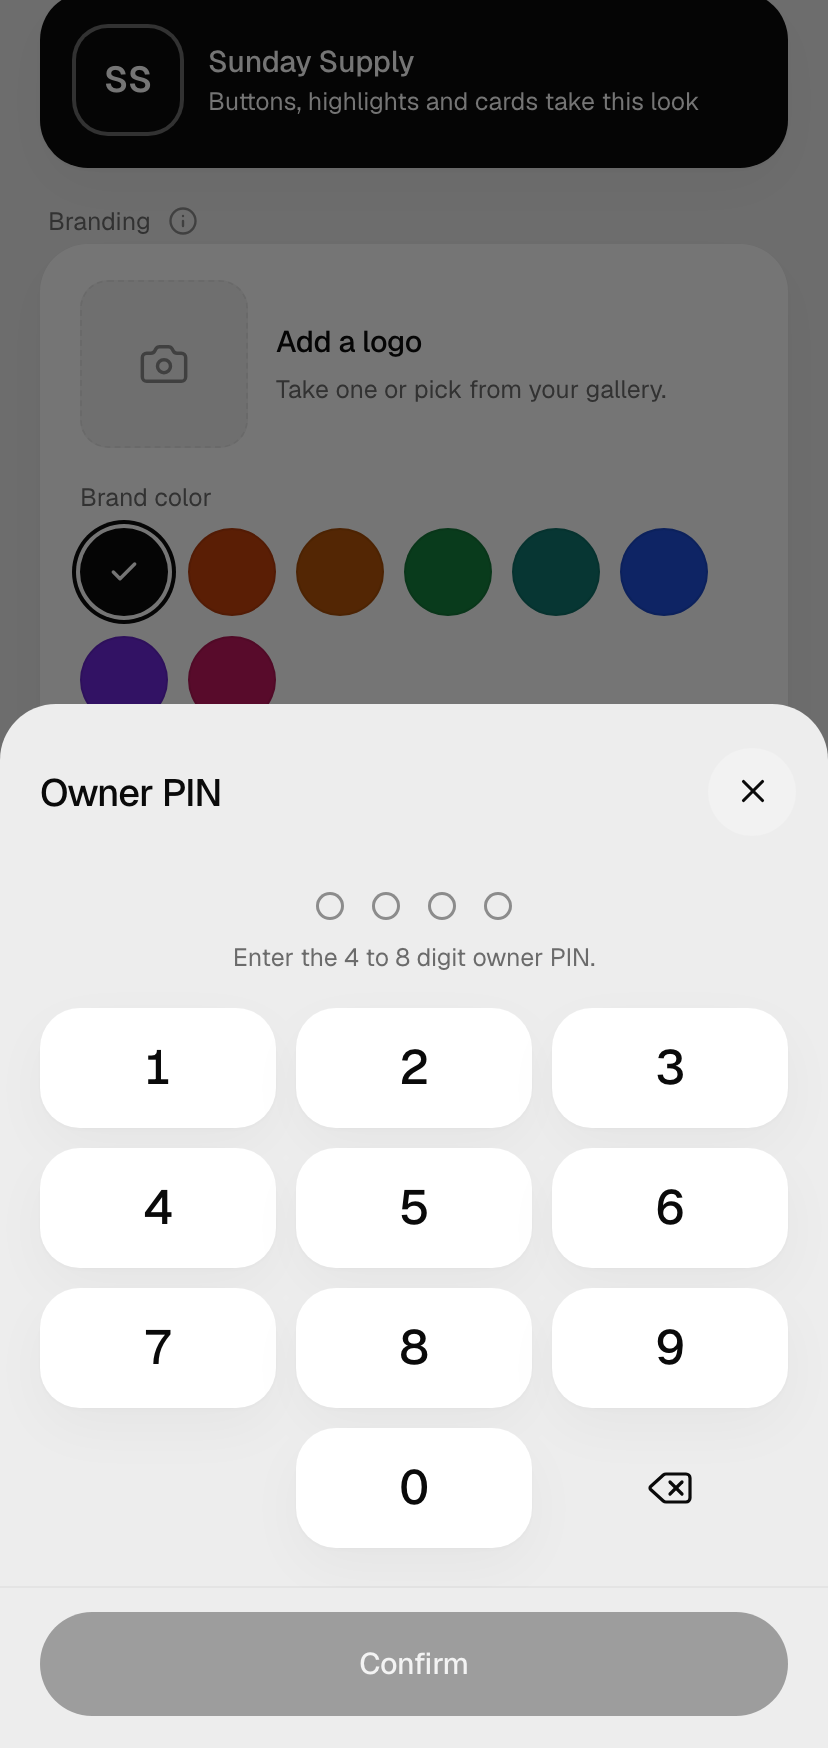 SS
Sunday Supply
Buttons, highlights and cards take this look
Branding
Add a logo
Take one or pick from your gallery.
Brand color
Owner PIN
Enter the 4 to 8 digit owner PIN.
1 2 3
4 5 6
7 8 9
0
Confirm